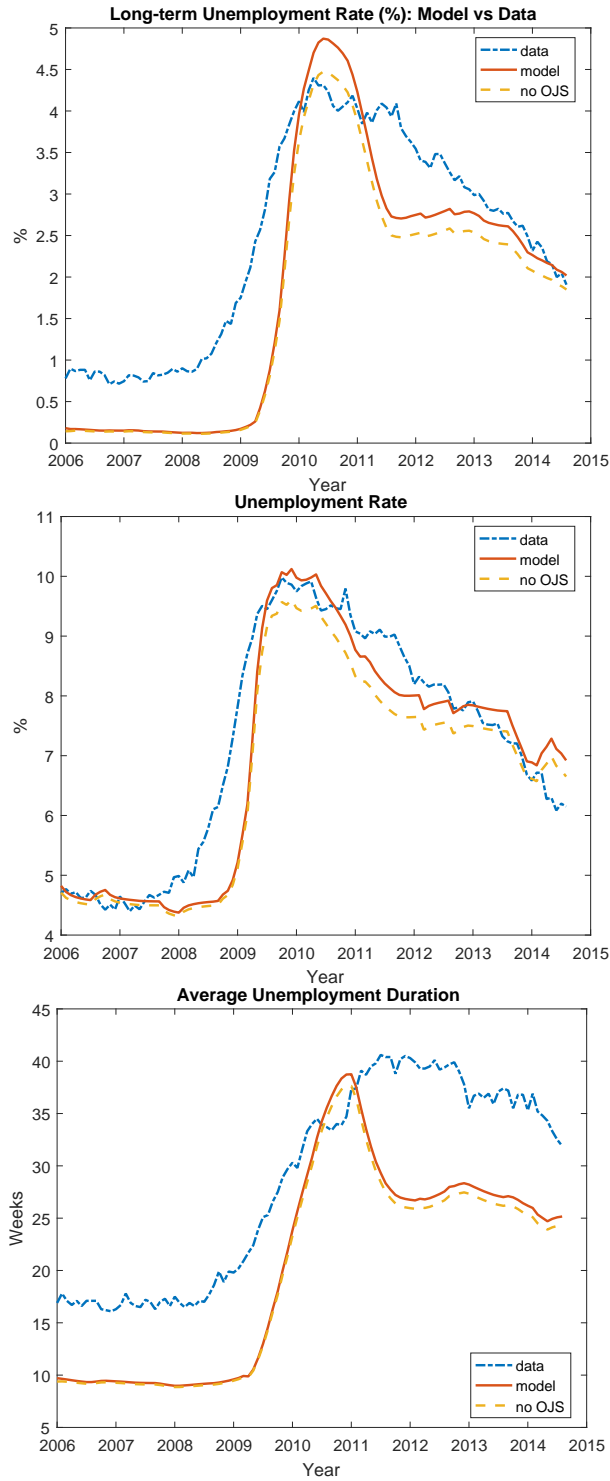 Long-term Unemployment Rate (%): Model vs Data
5
4.5
4
3.5
3
2.5
2
1.5
1
0.5
0
%
data
model
no OJS
2006 2007 2008 2009 2010 2011 2012 2013 2014 2015
Year
Unemployment Rate
11
10
9
8
7
6
5
4
%
data
model
no OJS
2006 2007 2008 2009 2010 2011 2012 2013 2014 2015
Year
Average Unemployment Duration
45
40
35
30
25
20
15
10
5
Weeks
data
model
no OJS
2006 2007 2008 2009 2010 2011 2012 2013 2014 2015
Year